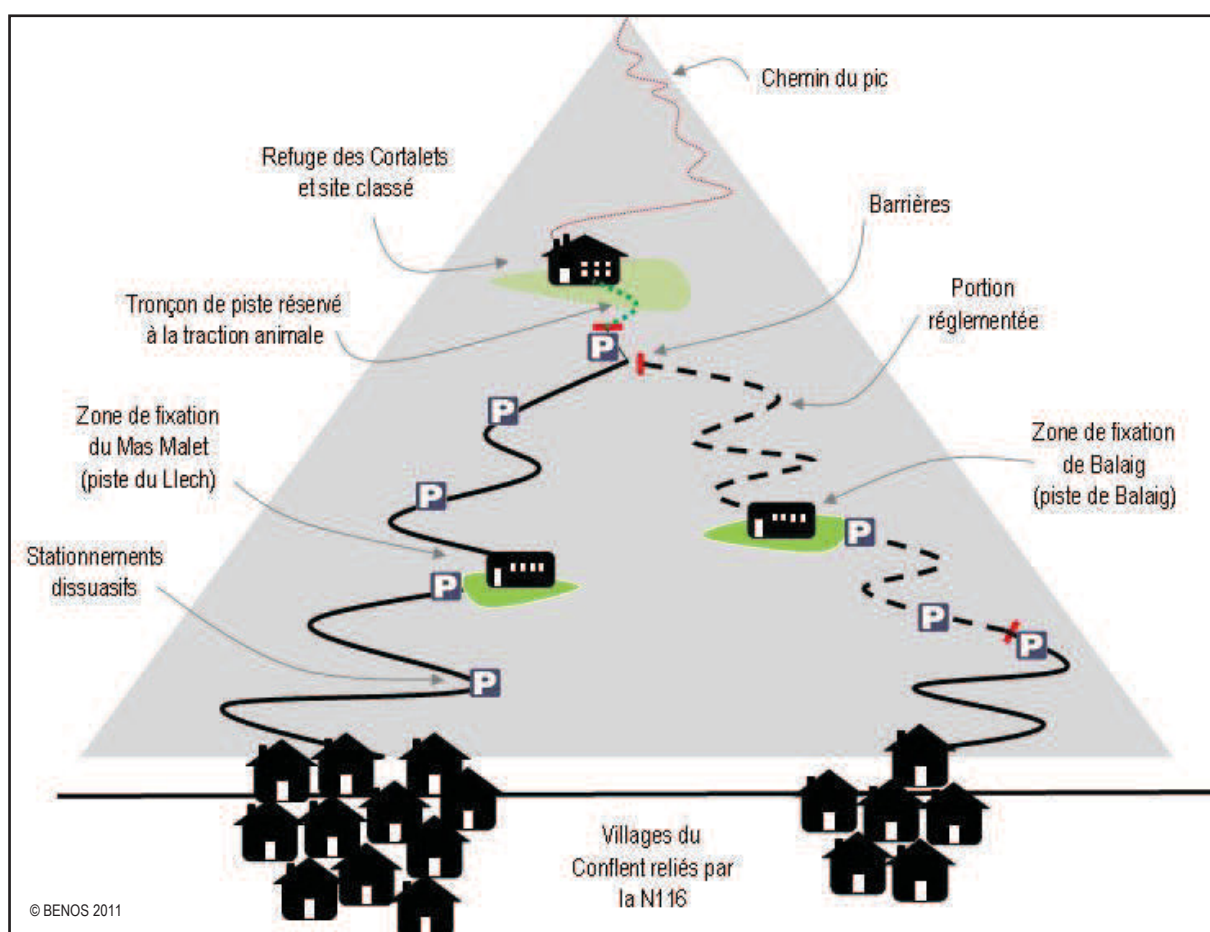 Chemin du pic
Refuge des Cortalets
et site classé
Barrières
Tronçon de piste réservé
à la traction animale
Portion
réglementée
P
P
Zone de fixation
du Mas Malet
(piste du Llech)
Zone de fixation
de Balaig
(piste de Balaig)
P
P
Stationnements
dissuasifs
P
P
P
P
Villages du
Conflent reliés par
la N116
© BENOS 2011